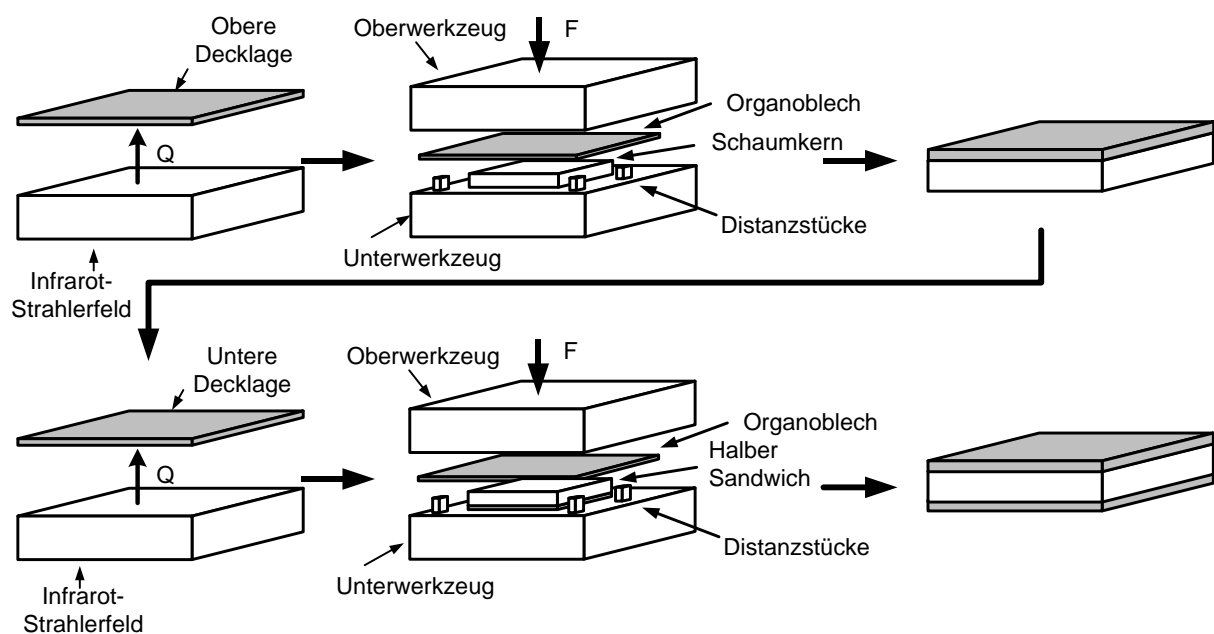 Obere
Decklage
Q
Infrarot-
Strahlerfeld
Oberwerkzeug
F
Organoblech
Schaumkern
Distanzstücke
Unterwerkzeug
Untere
Decklage
Q
Infrarot-
Strahlerfeld
Oberwerkzeug
F
Organoblech
Halber
Sandwich
Distanzstücke
Unterwerkzeug